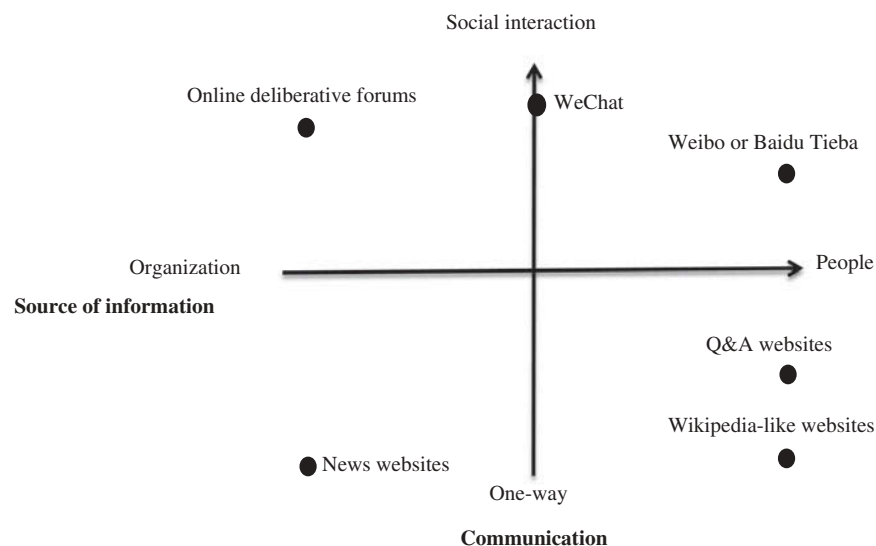 Social interaction
Online deliberative forums
WeChat
Weibo or Baidu Tieba
Organization
People
Source of information
Q&A websites
Wikipedia-like websites
News websites
One-way
Communication